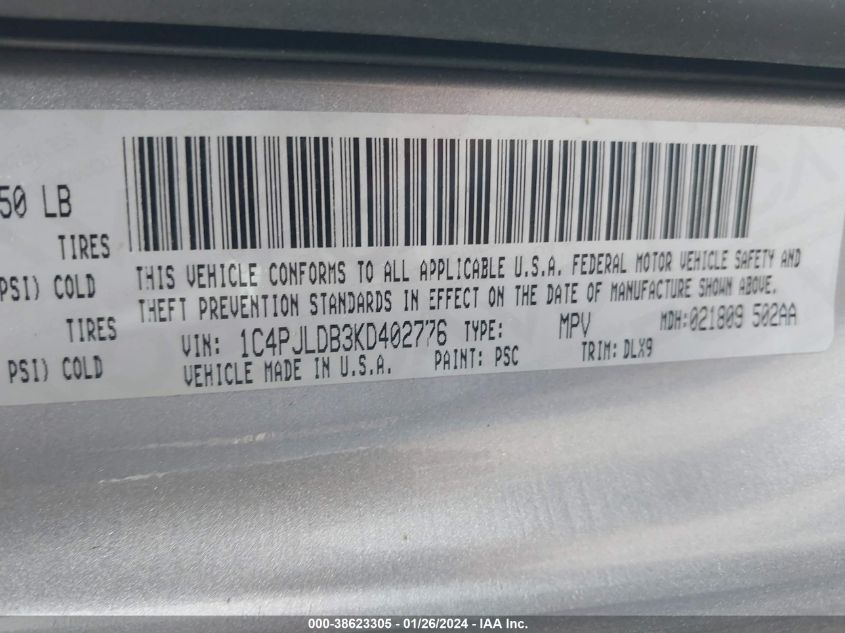 50 LB
TIRES
PSI) COLD
TIRES
PSI) COLD
THIS VEHICLE CONFORMS TO ALL APPLICABLE U.S.A. FEDERAL MOTOR VEHICLE SAFETY AND
THEFT PREVENTION STANDARDS IN EFFECT ON THE DATE OF MANUFACTURE SHOWN ABOVE.
VIN: 1C4PJLDB3KD402776 TYPE: MPV MDH:021809 502AA
VEHICLE MADE IN U.S.A. PAINT: PSC TRIM: DLX9
000-38623305 - 01/26/2024 - IAA Inc.